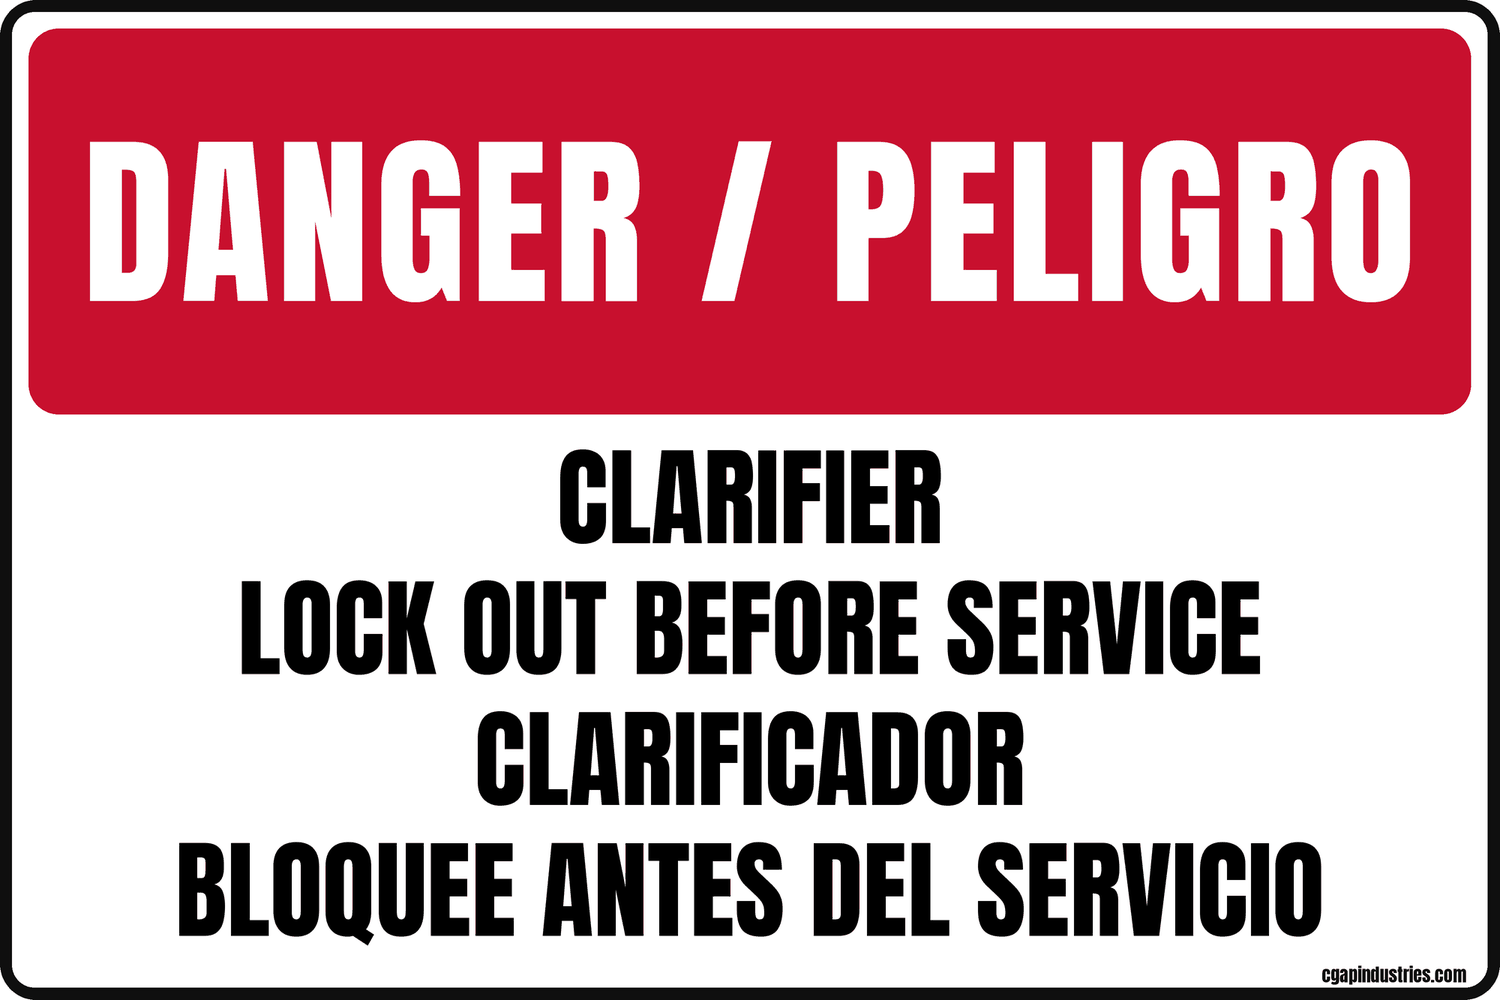 DANGER / PELIGRO
CLARIFIER
LOCK OUT BEFORE SERVICE
CLARIFICADOR
BLOQUEE ANTES DEL SERVICIO
cgapindustries.com